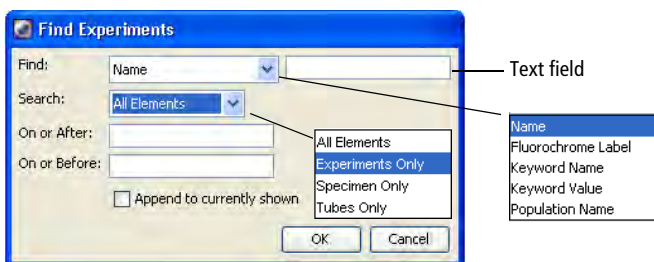 Find Experiments
Find:
Name
Text field
Search:
All Elements
On or After:
On or Before:
Append to currently shown
OK
Cancel
All Elements
Experiments Only
Specimen Only
Tubes Only
Name
Fluorochrome Label
Keyword Name
Keyword Value
Population Name